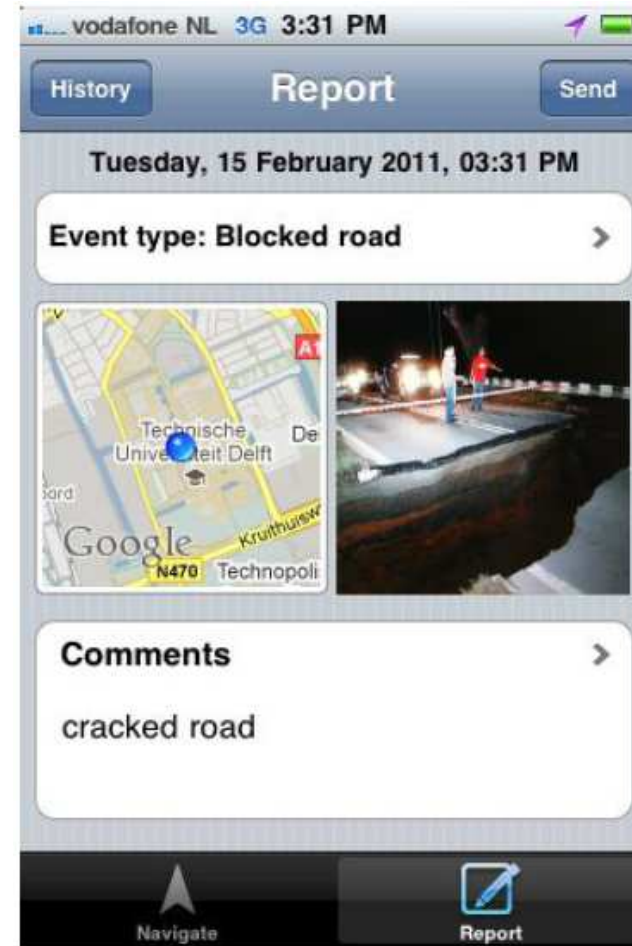 vodafone NL 3G 3:31 PM
History Report Send
Tuesday, 15 February 2011, 03:31 PM
Event type: Blocked road
A1
Technische
Universiteit Delft
De
oord
Google
Kruithuisw
N470 Technopoli
Comments
cracked road
Navigate Report